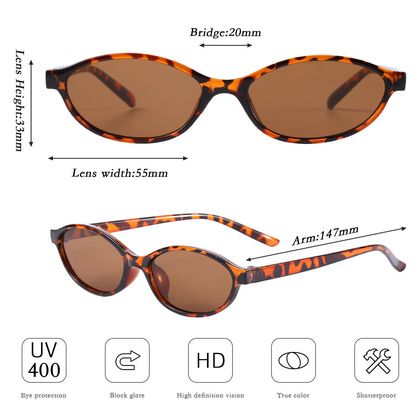 Bridge:20mm
Lens Height:33mm
Lens width:55mm
Arm:147mm
UV
400
HD
Eye protection
Block glare
High definition vision
True color
Shatterproof